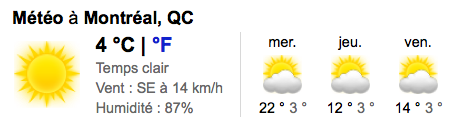 Météo à Montréal, QC
4 °C | °F
Temps clair
Vent : SE à 14 km/h
Humidité : 87%
mer. jeu. ven.
22 ° 3 ° 12 ° 3 ° 14 ° 3 °